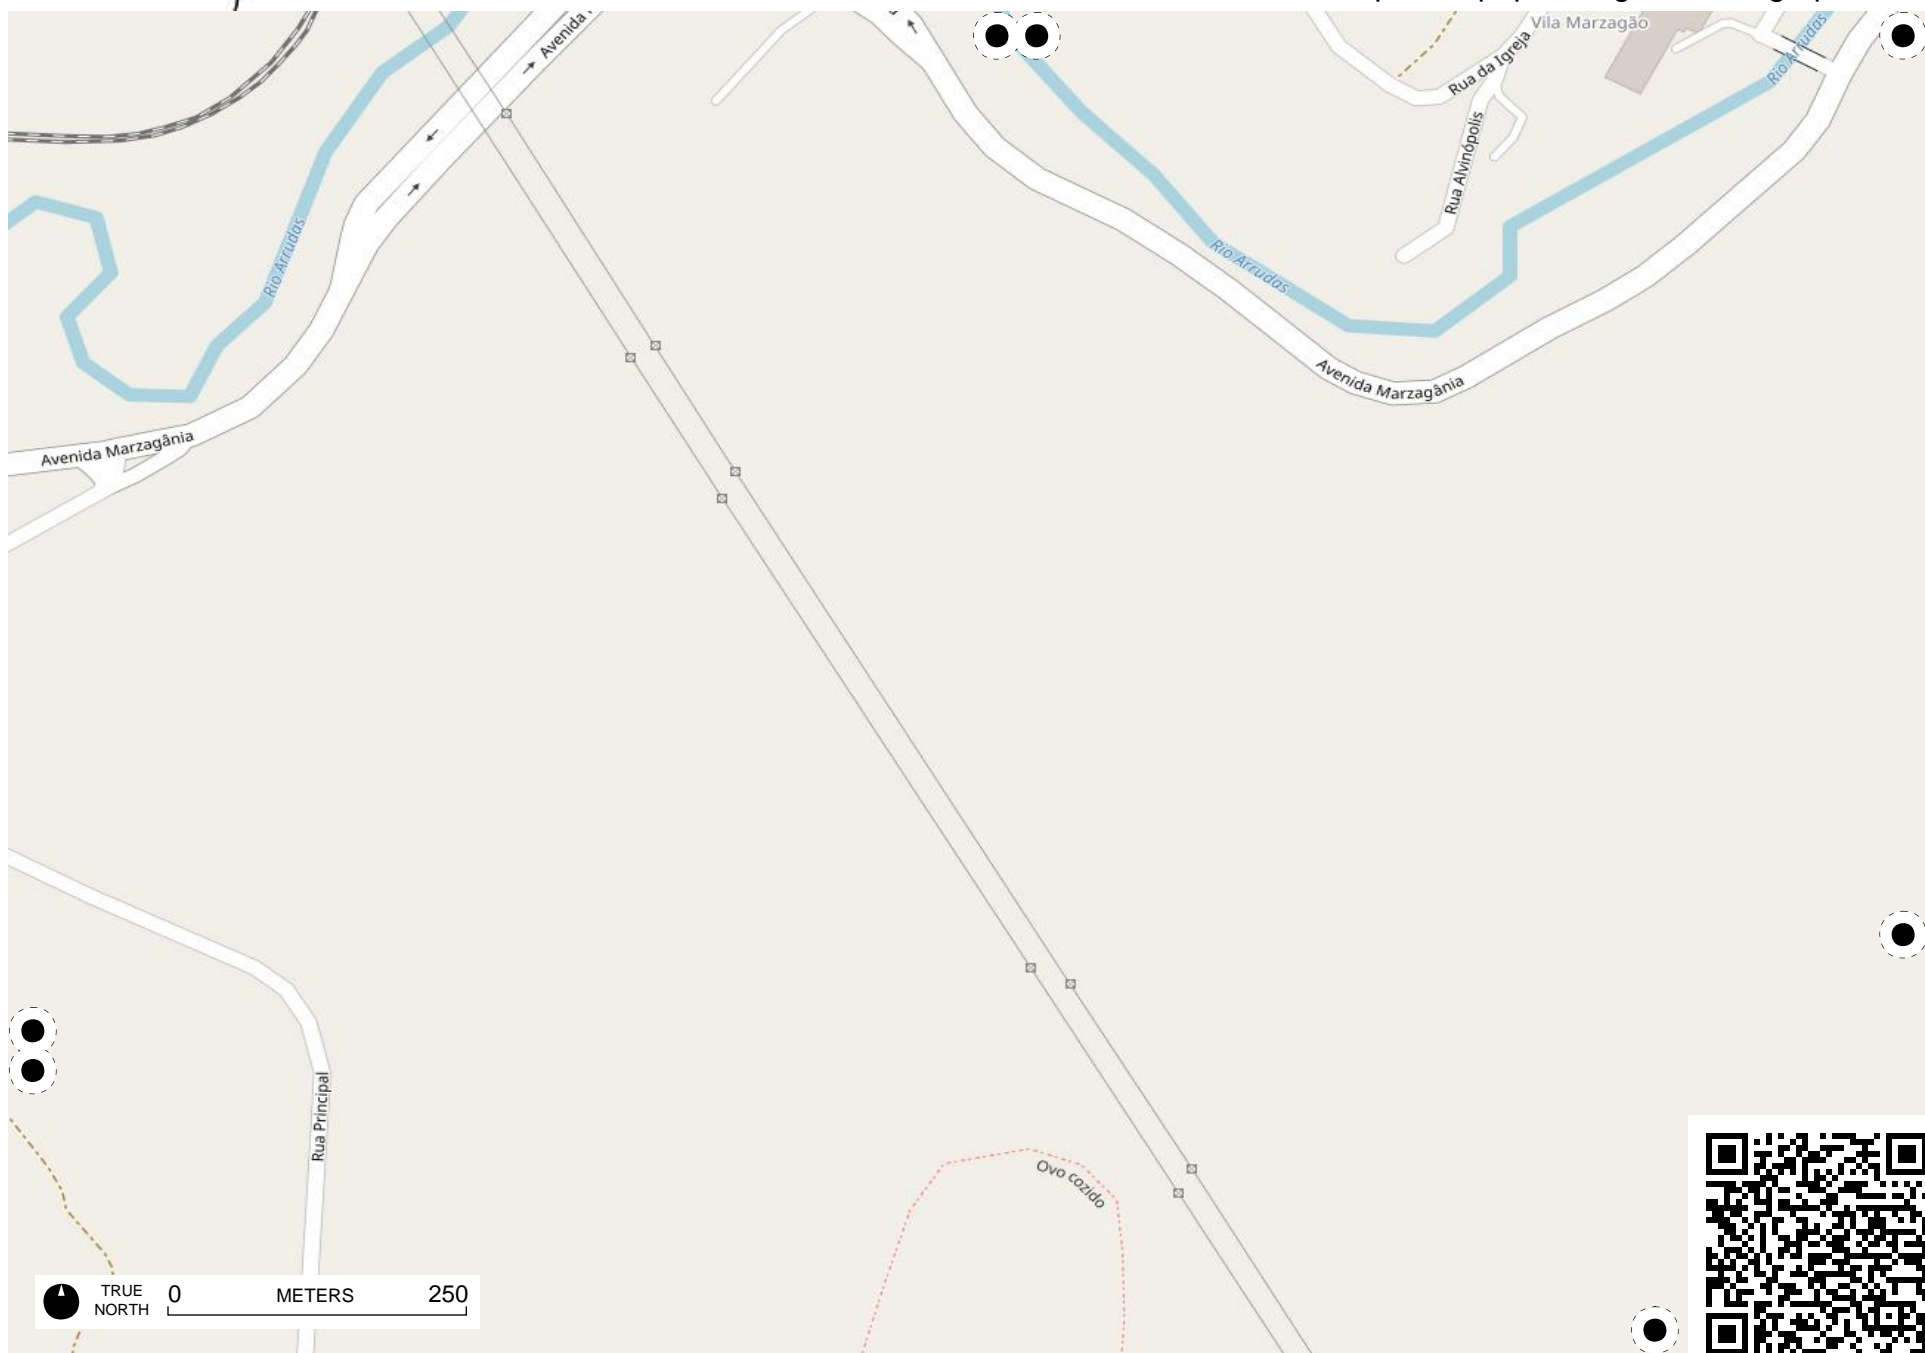 Vila Marzagão
Avenida
Rio Arrudas
Rua da Igreja
Rua Alvinópolis
Rio Arrudas
Rio Arrudas
Avenida Marzagânia
Avenida Marzagânia
Rua Principal
Ovo cozido
TRUE
NORTH
0 METERS 250